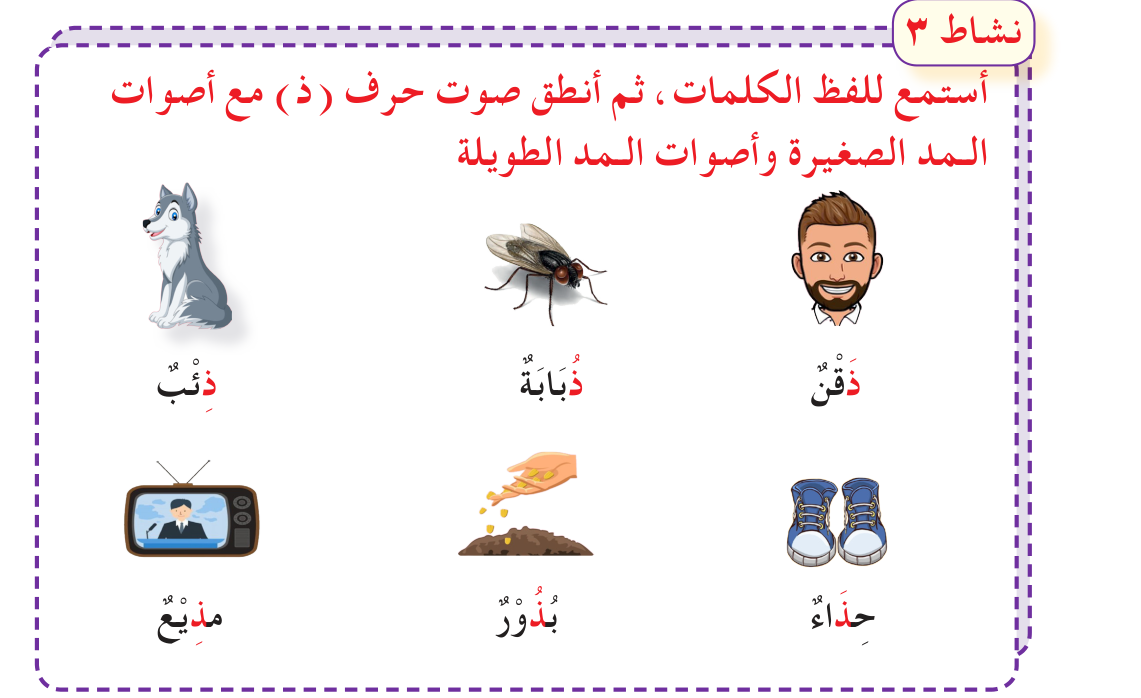 نشاط ٣
أستمع للفظ الكلمات، ثم أنطق صوت حرف (ذ) مع أصوات
المد الصغيرة وأصوات المد الطويلة
ذَقْنٌ
ذُبَابَةٌ
ذِئْبٌ
حِذَاءٌ
بُذُوْرٌ
مذِيْعٌ